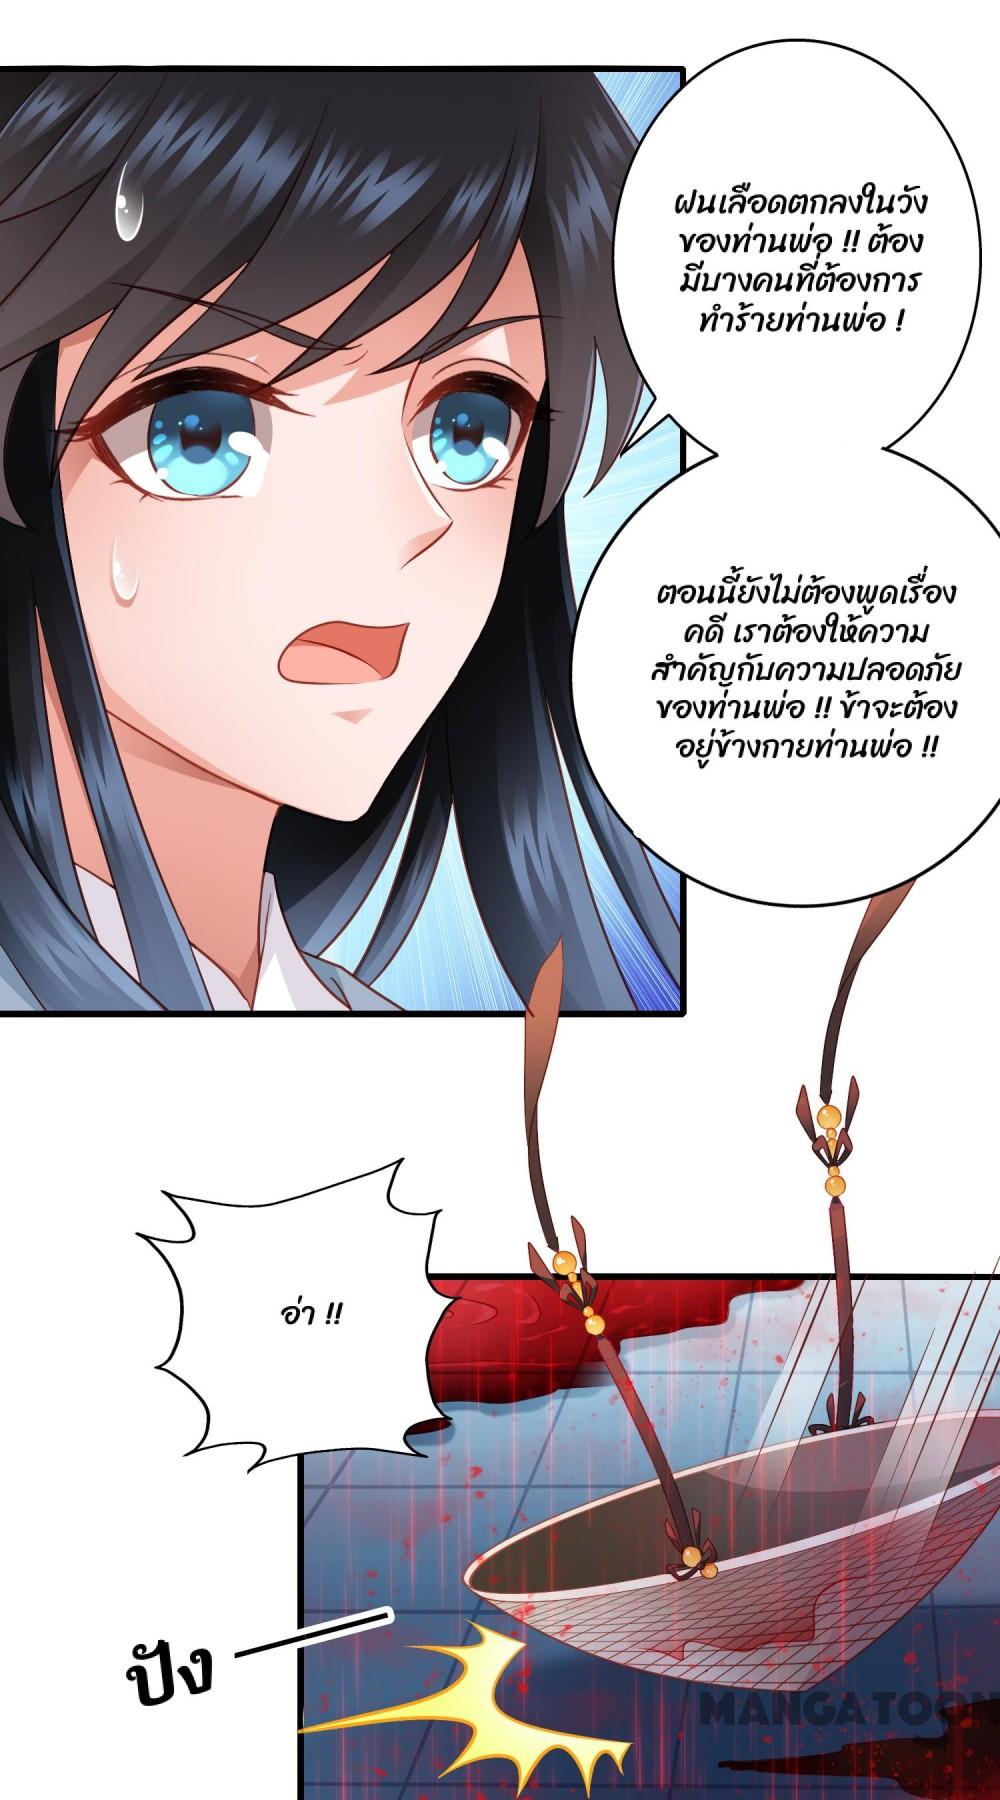 ฝนเลือดตกลงในวัง
ของท่านพ่อ !! ต้อง
มีบางคนที่ต้องการ
ทำร้ายท่านพ่อ !
ตอนนี้ยังไม่ต้องพูดเรื่อง
คดี เราต้องให้ความ
สำคัญกับความปลอดภัย
ของท่านพ่อ !! ข้าจะต้อง
อยู่ข้างกายท่านพ่อ !!
อ่า !!
ปัง
MANGATOON